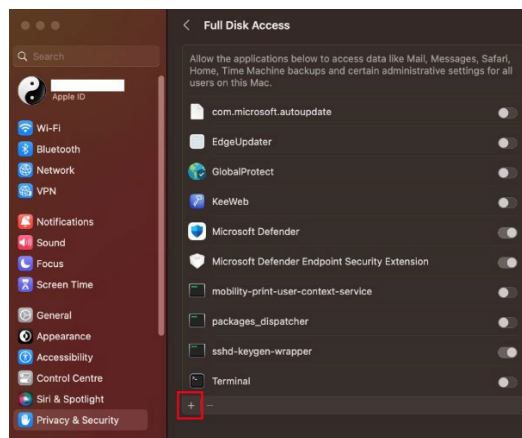 Full Disk Access
Search
Apple ID
Wi-Fi
Bluetooth
Network
VPN
Notifications
Sound
Focus
Screen Time
General
Appearance
Accessibility
Control Centre
Siri & Spotlight
Privacy & Security
Allow the applications below to access data like Mail, Messages, Safari,
Home, Time Machine backups and certain administrative settings for all
users on this Mac.
com.microsoft.autoupdate
EdgeUpdater
GlobalProtect
KeeWeb
Microsoft Defender
Microsoft Defender Endpoint Security Extension
mobility-print-user-context-service
packages_dispatcher
sshd-keygen-wrapper
Terminal